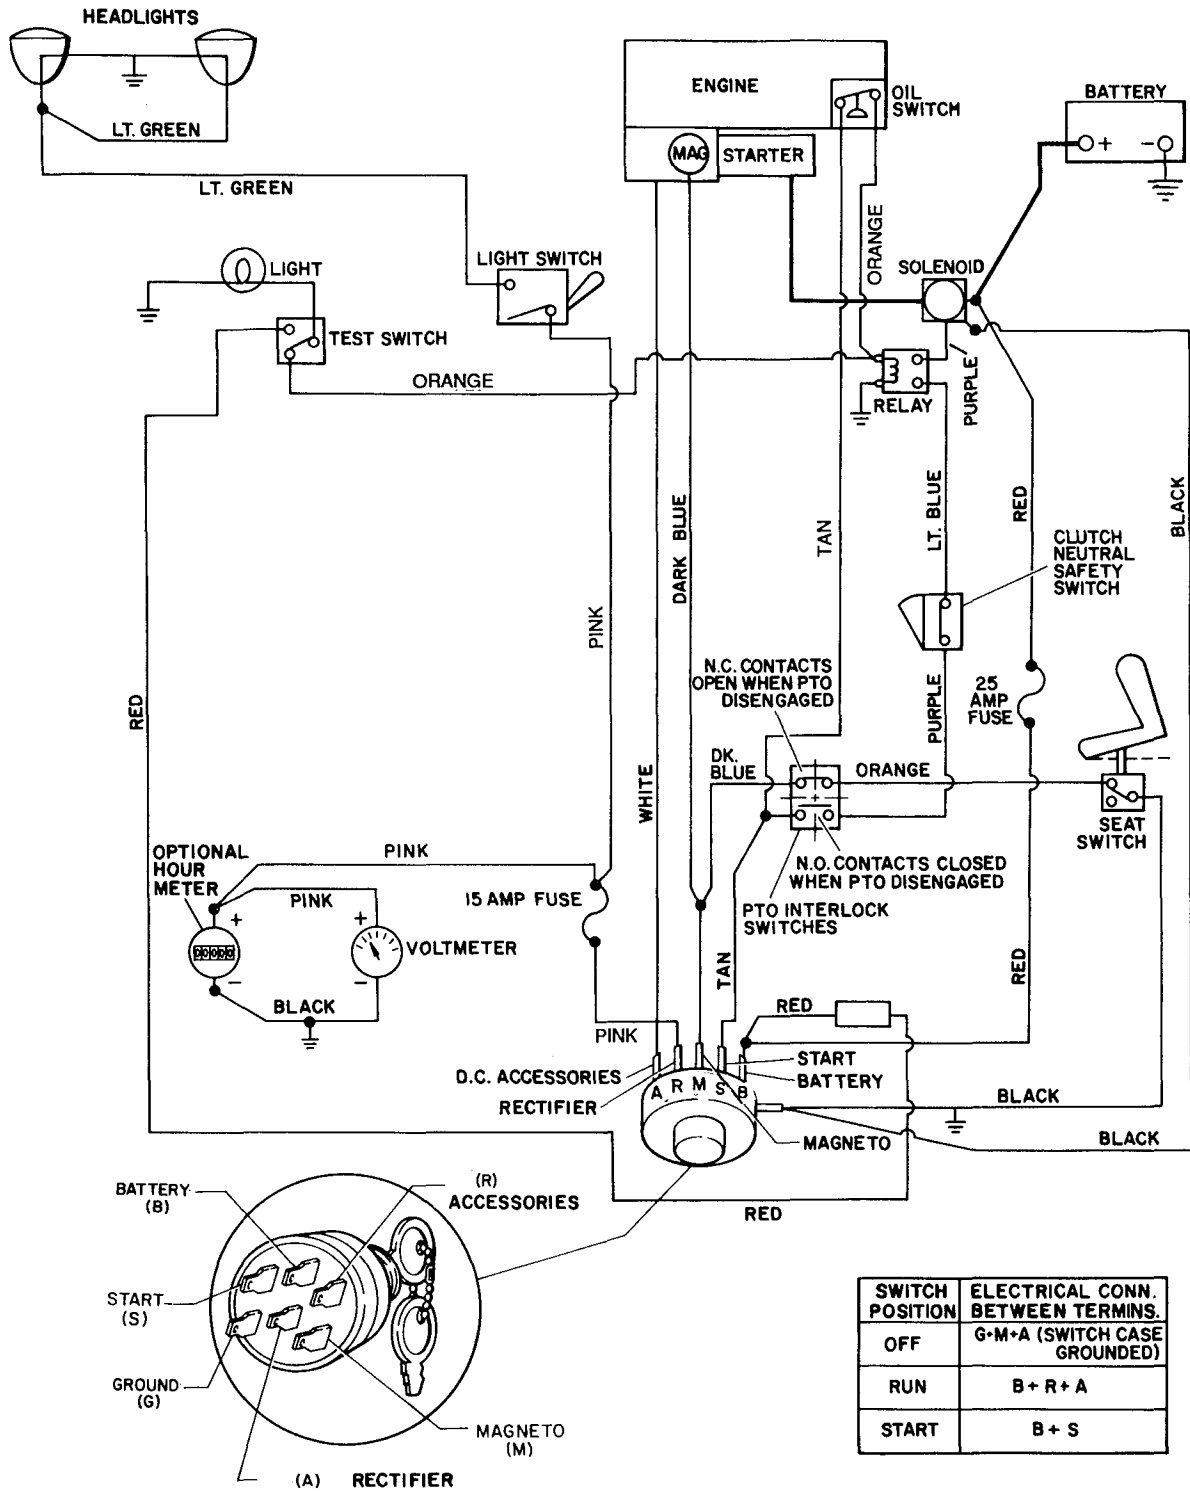 HEADLIGHTS
LT. GREEN
LT. GREEN
ENGINE
OIL
SWITCH
BATTERY
+ -
MAG
STARTER
ORANGE
LIGHT
LIGHT SWITCH
SOLENOID
TEST SWITCH
ORANGE
RELAY
PURPLE
RED
PINK
DARK BLUE
TAN
LT. BLUE
RED
BLACK
CLUTCH
NEUTRAL
SAFETY
SWITCH
N.C. CONTACTS
OPEN WHEN PTO
DISENGAGED
PURPLE
25
AMP
FUSE
WHITE
DK.
BLUE
ORANGE
SEAT
SWITCH
OPTIONAL
HOUR
METER
PINK
PINK
+
+
00000
-
-
VOLTMETER
BLACK
15 AMP FUSE
N.O. CONTACTS CLOSED
WHEN PTO DISENGAGED
PTO INTERLOCK
SWITCHES
TAN
RED
RED
PINK
START
BATTERY
D.C. ACCESSORIES
RECTIFIER
A R M S B
MAGNETO
BLACK
BLACK
RED
BATTERY
(B)
(R)
ACCESSORIES
START
(S)
GROUND
(G)
MAGNETO
(M)
(A) RECTIFIER
SWITCH POSITION ELECTRICAL CONN. BETWEEN TERMINS.
OFF G+M+A (SWITCH CASE GROUNDED)
RUN B+R+A
START B+S